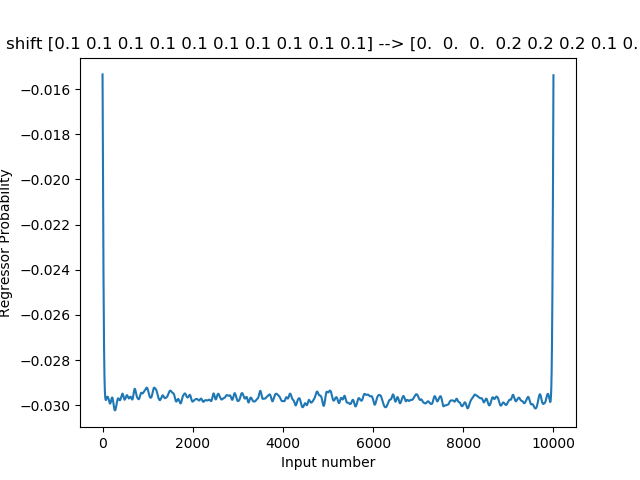 shift [0.1 0.1 0.1 0.1 0.1 0.1 0.1 0.1 0.1 0.1] --> [0. 0. 0. 0.2 0.2 0.2 0.1 0.
−0.016
−0.018
−0.020
−0.022
−0.024
−0.026
−0.028
−0.030
Regressor Probability
0 2000 4000 6000 8000 10000
Input number